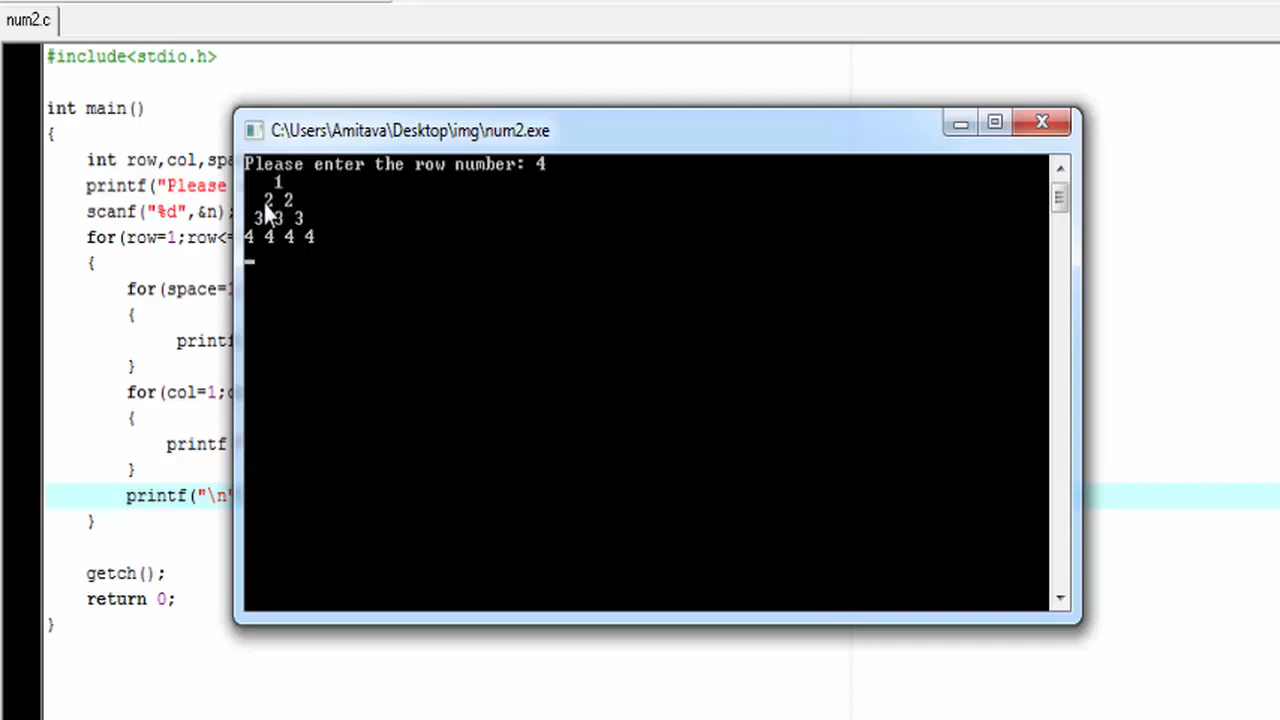 num2.c
#include<stdio.h>
int main()
{
int row,col,
printf("Please
scanf("%d",&n);
for(row=1;row<=
{
for(space=1
{
printf
}
for(col=1;
{
printf
}
printf("\n"
}
getch();
return 0;
}
C:\Users\Amitava\Desktop\img\num2.exe
Please enter the row number: 4
1
2 2
3 3 3
4 4 4 4